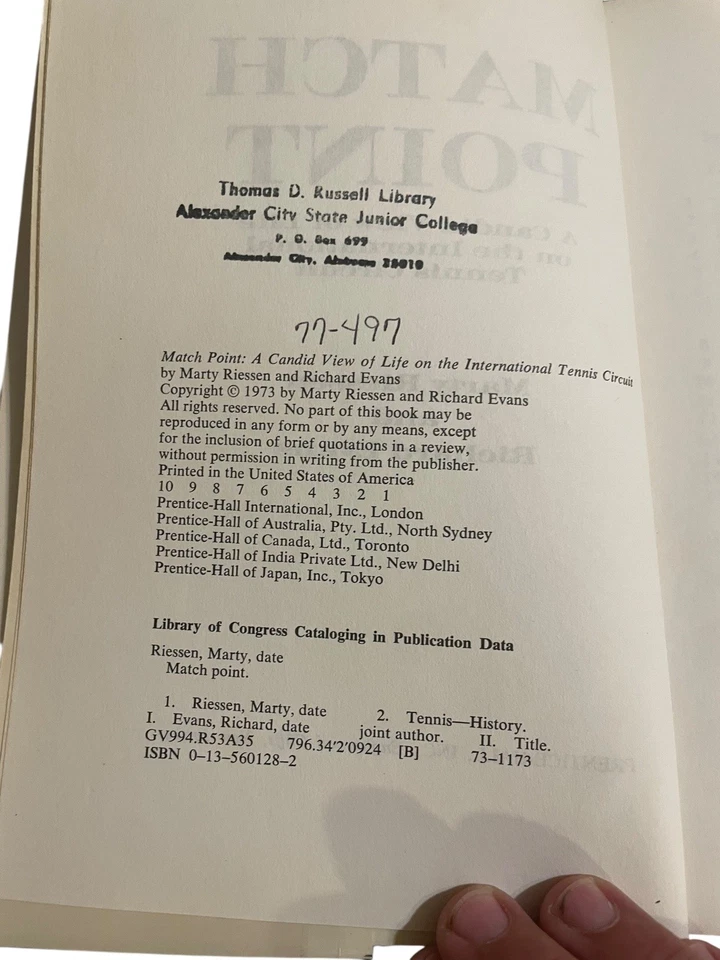 Thomas D. Russell Library
Alexander City State Junior College
P. O. Box 699
Alexander City, Alabama 35010
77-497
Match Point: A Candid View of Life on the International Tennis Circuit
by Marty Riessen and Richard Evans
Copyright © 1973 by Marty Riessen and Richard Evans
All rights reserved. No part of this book may be
reproduced in any form or by any means, except
for the inclusion of brief quotations in a review,
without permission in writing from the publisher.
Printed in the United States of America
10 9 8 7 6 5 4 3 2 1
Prentice-Hall International, Inc., London
Prentice-Hall of Australia, Pty. Ltd., North Sydney
Prentice-Hall of Canada, Ltd., Toronto
Prentice-Hall of India Private Ltd., New Delhi
Prentice-Hall of Japan, Inc., Tokyo
Library of Congress Cataloging in Publication Data
Riessen, Marty, date
Match point.
1. Riessen, Marty, date 2. Tennis—History.
I. Evans, Richard, date joint author. II. Title.
GV994.R53A35 796.34'2'0924 [B] 73-1173
ISBN 0-13-560128-2